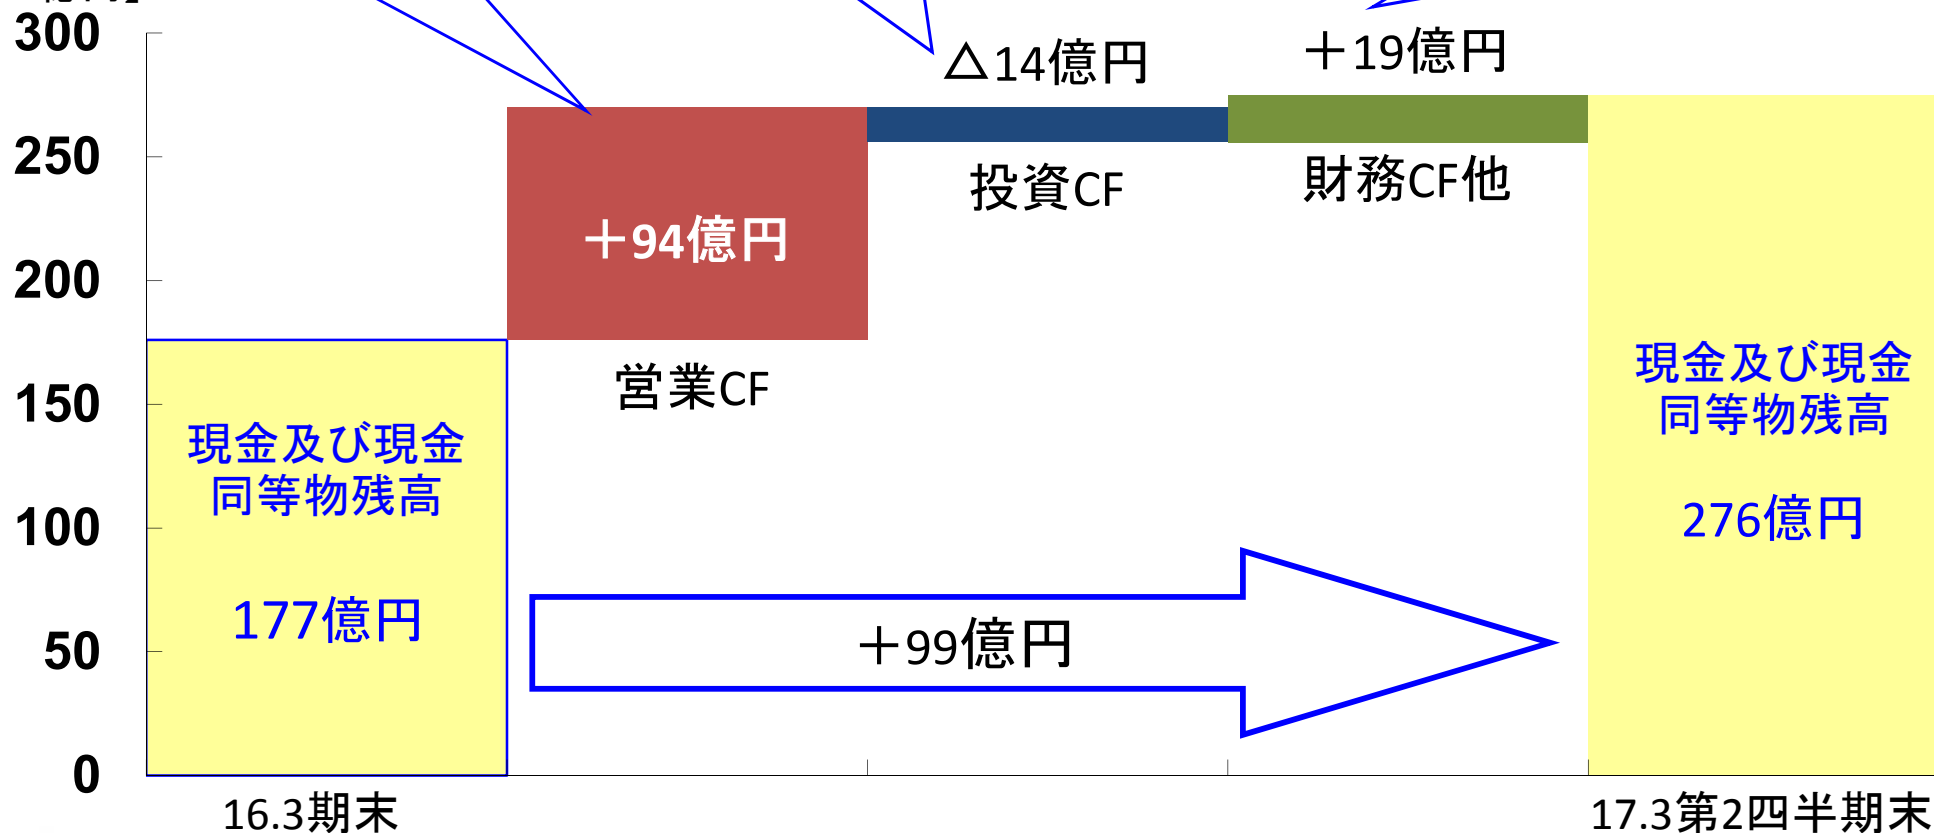 300
250
200
150
100
50
0
△14億円
＋19億円
＋94億円
投資CF
財務CF他
営業CF
現金及び現金
同等物残高
177億円
現金及び現金
同等物残高
276億円
＋99億円
16.3期末
17.3第2四半期末